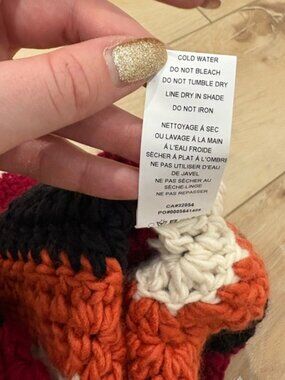 COLD WATER
DO NOT BLEACH
DO NOT TUMBLE DRY
LINE DRY IN SHADE
DO NOT IRON
NETTOYAGE Á SEC
OU LAVAGE Á LA MAIN
Á L'EAU FROIDE
SÉCHER Á PLAT Á L'OMBRE
NE PAS UTILISER D'EAU
DE JAVEL
NE PAS SÉCHER AU
SÈCHE-LINGE
NE PAS REPASSER
CA#32054